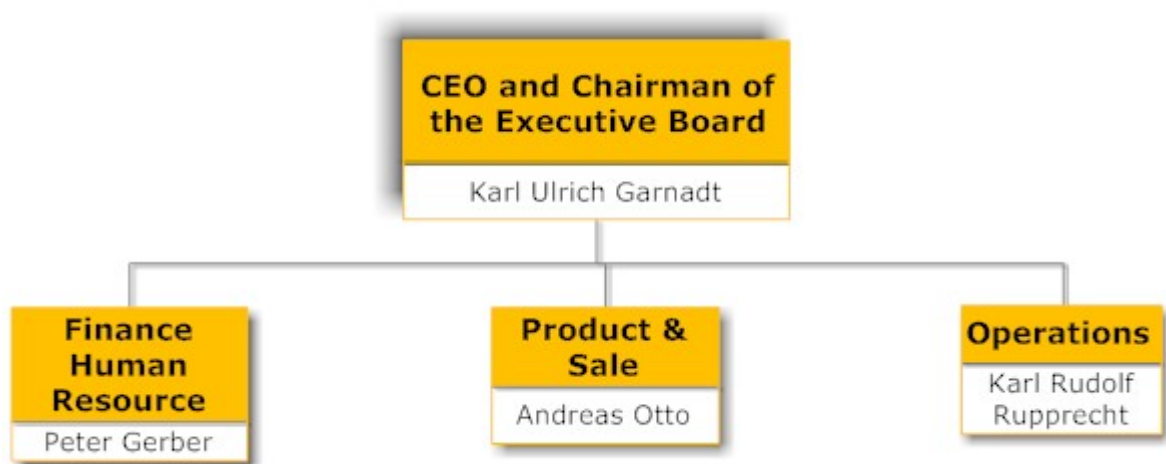 CEO and Chairman of
the Executive Board
Karl Ulrich Garnadt
Finance
Human
Resource
Peter Gerber
Product &
Sale
Andreas Otto
Operations
Karl Rudolf
Rupprecht